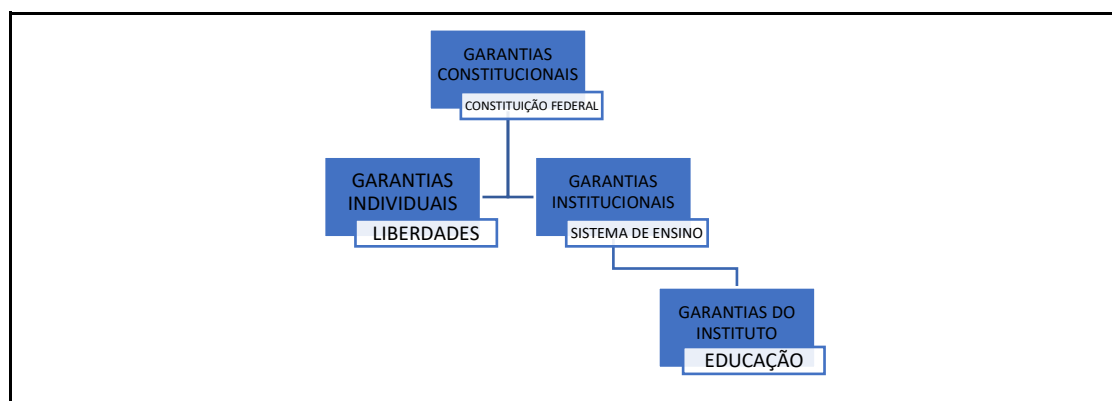 GARANTIAS
CONSTITUCIONAIS
CONSTITUIÇÃO FEDERAL
GARANTIAS
INDIVIDUAIS
LIBERDADES
GARANTIAS
INSTITUCIONAIS
SISTEMA DE ENSINO
GARANTIAS DO
INSTITUTO
EDUCAÇÃO